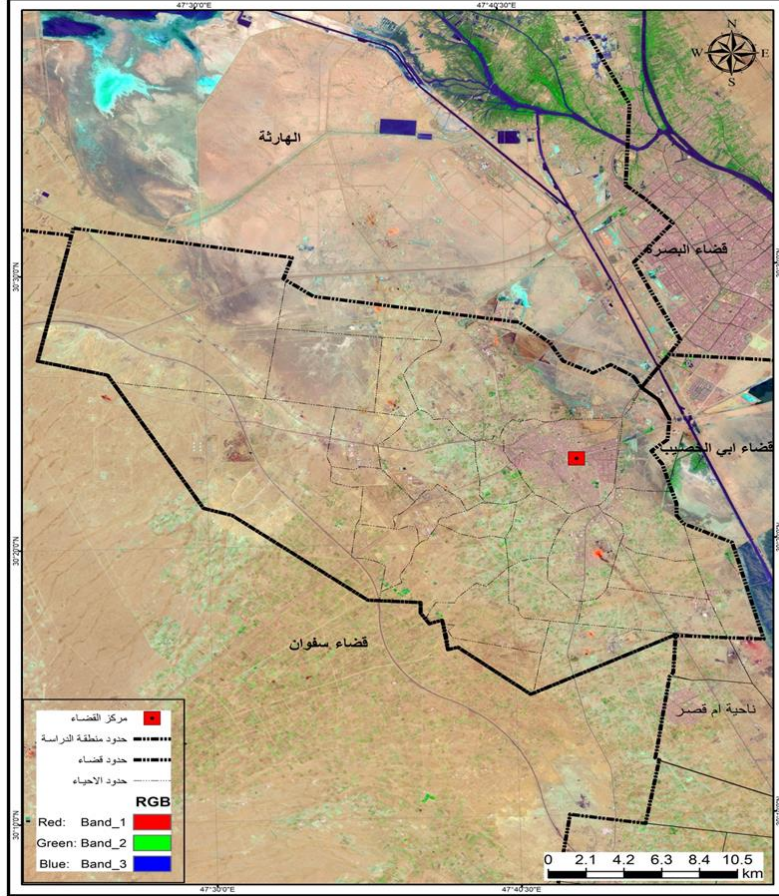 47°30'0"E 47°40'30"E
N
W E
S
الهارثة
قضاء البصرة
30°30'0"N
قضاء ابي الخصيب
30°20'0"N
قضاء سفوان
ناحية ام قصر
مركز القضاء
حدود منطقة الدراسة
حدود قضاء
حدود الاحياء
RGB
Red: Band_1
Green: Band_2
Blue: Band_3
30°10'0"N
0 2.1 4.2 6.3 8.4 10.5
km
47°30'0"E 47°40'30"E